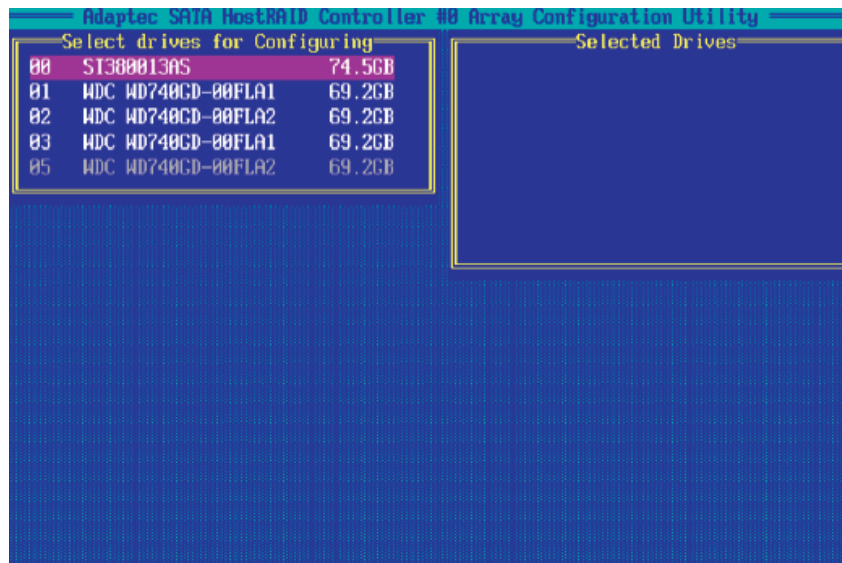 Adaptec SATA HostRAID Controller #0 Array Configuration Utility
Select drives for Configuring
00 ST380013AS 74.5GB
01 WDC WD740GD-00FLA1 69.2GB
02 WDC WD740GD-00FLA2 69.2GB
03 WDC WD740GD-00FLA1 69.2GB
05 WDC WD740GD-00FLA2 69.2GB
Selected Drives